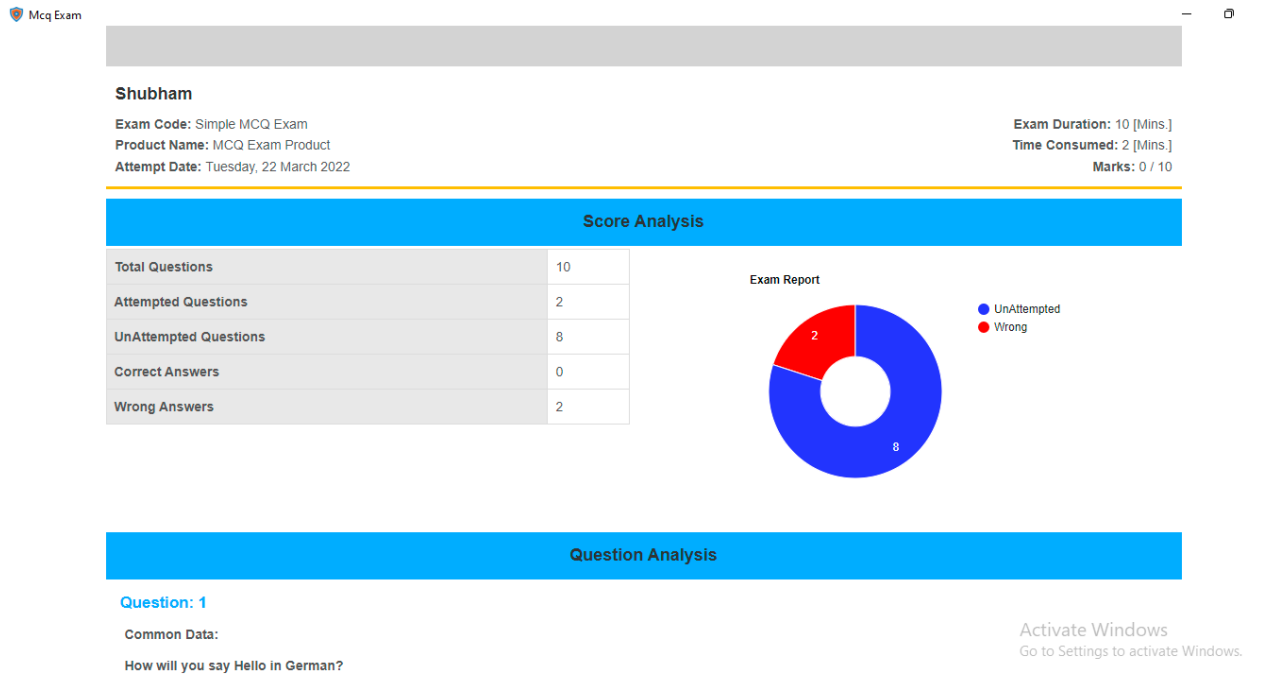 Mcq Exam
Shubham
Exam Code: Simple MCQ Exam
Exam Duration: 10 [Mins.]
Product Name: MCQ Exam Product
Time Consumed: 2 [Mins.]
Attempt Date: Tuesday, 22 March 2022
Marks: 0 / 10
Score Analysis
Total Questions 10
Attempted Questions 2
UnAttempted Questions 8
Correct Answers 0
Wrong Answers 2
Exam Report
UnAttempted
Wrong
2
8
Question Analysis
Question: 1
Common Data:
How will you say Hello in German?
Activate Windows
Go to Settings to activate Windows.